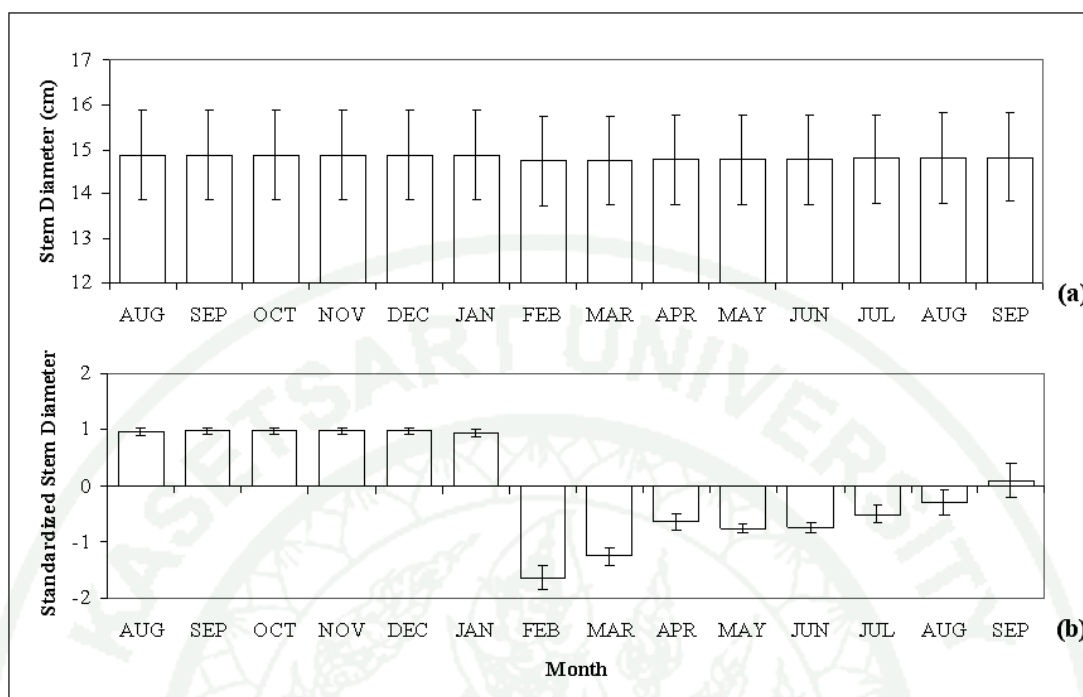 Stem Diameter (cm)
17
16
15
14
13
12
AUG SEP OCT NOV DEC JAN FEB MAR APR MAY JUN JUL AUG SEP
(a)
Standardized Stem Diameter
2
1
0
-1
-2
AUG SEP OCT NOV DEC JAN FEB MAR APR MAY JUN JUL AUG SEP
(b)
Month
KASETSART UNIVERSITY